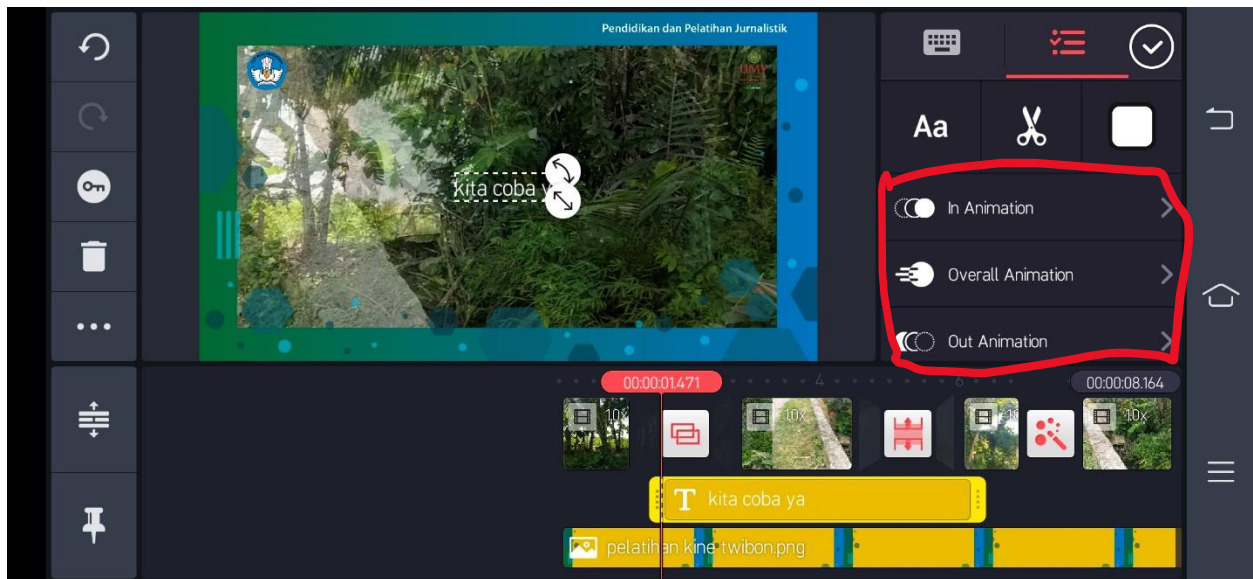 Pendidikan dan Pelatihan Jurnalistik
UMY
kita coba y
Aa
In Animation
Overall Animation
Out Animation
4
6
00:00:01.471
00:00:08.164
10x
10x
10x
T kita coba ya
pelatihan kine twibon.png